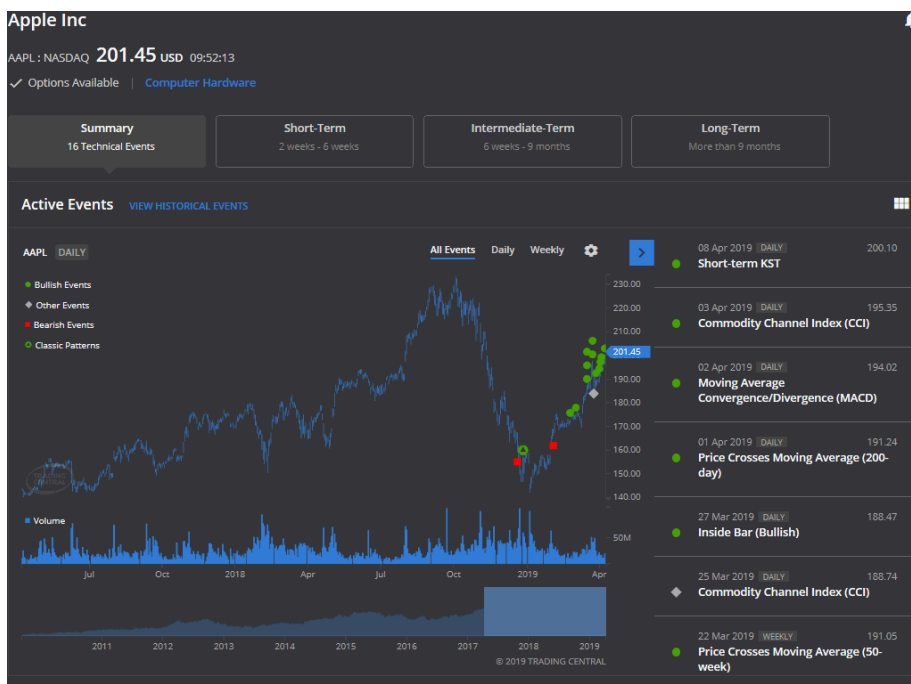 Apple Inc
AAPL : NASDAQ 201.45 USD 09:52:13
Options Available | Computer Hardware
Summary
16 Technical Events
Short-Term
2 weeks - 6 weeks
Intermediate-Term
6 weeks - 9 months
Long-Term
More than 9 months
Active Events VIEW HISTORICAL EVENTS
AAPL DAILY
All Events Daily Weekly
Bullish Events
Other Events
Bearish Events
Classic Patterns
230.00
220.00
210.00
201.45
190.00
180.00
170.00
160.00
150.00
140.00
TRADING
CENTRAL
Volume
50M
Jul Oct 2018 Apr Jul Oct 2019 Apr
2011 2012 2013 2014 2015 2016 2017 2018 2019
© 2019 TRADING CENTRAL
08 Apr 2019 DAILY 200.10
Short-term KST
03 Apr 2019 DAILY 195.35
Commodity Channel Index (CCI)
02 Apr 2019 DAILY 194.02
Moving Average
Convergence/Divergence (MACD)
01 Apr 2019 DAILY 191.24
Price Crosses Moving Average (200-
day)
27 Mar 2019 DAILY 188.47
Inside Bar (Bullish)
25 Mar 2019 DAILY 188.74
Commodity Channel Index (CCI)
22 Mar 2019 WEEKLY 191.05
Price Crosses Moving Average (50-
week)